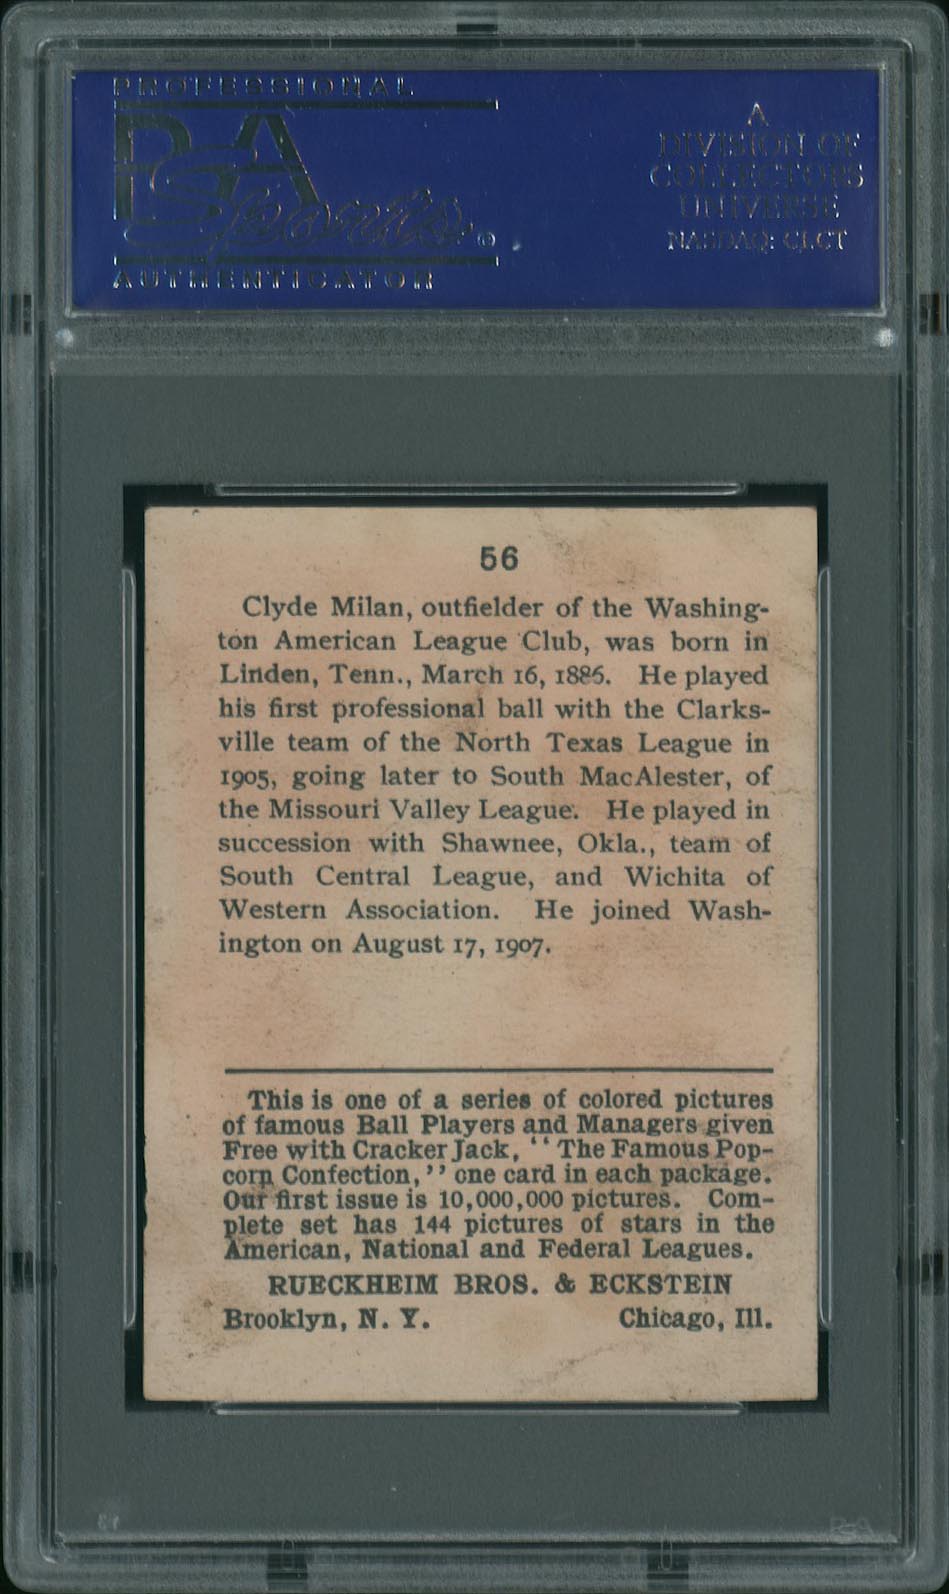 PROFESSIONAL
PSA
Sports
AUTHENTICATOR
A
DIVISION OF
COLLECTORS
UNIVERSE
NASDAQ: CLCT
56
Clyde Milan, outfielder of the Washing-
ton American League Club, was born in
Linden, Tenn., March 16, 1886. He played
his first professional ball with the Clarks-
ville team of the North Texas League in
1905, going later to South MacAlester, of
the Missouri Valley League. He played in
succession with Shawnee, Okla., team of
South Central League, and Wichita of
Western Association. He joined Wash-
ington on August 17, 1907.
This is one of a series of colored pictures
of famous Ball Players and Managers given
Free with Cracker Jack, "The Famous Pop-
corn Confection," one card in each package.
Our first issue is 10,000,000 pictures. Com-
plete set has 144 pictures of stars in the
American, National and Federal Leagues.
RUECKHEIM BROS. & ECKSTEIN
Brooklyn, N. Y. Chicago, Ill.
PSA